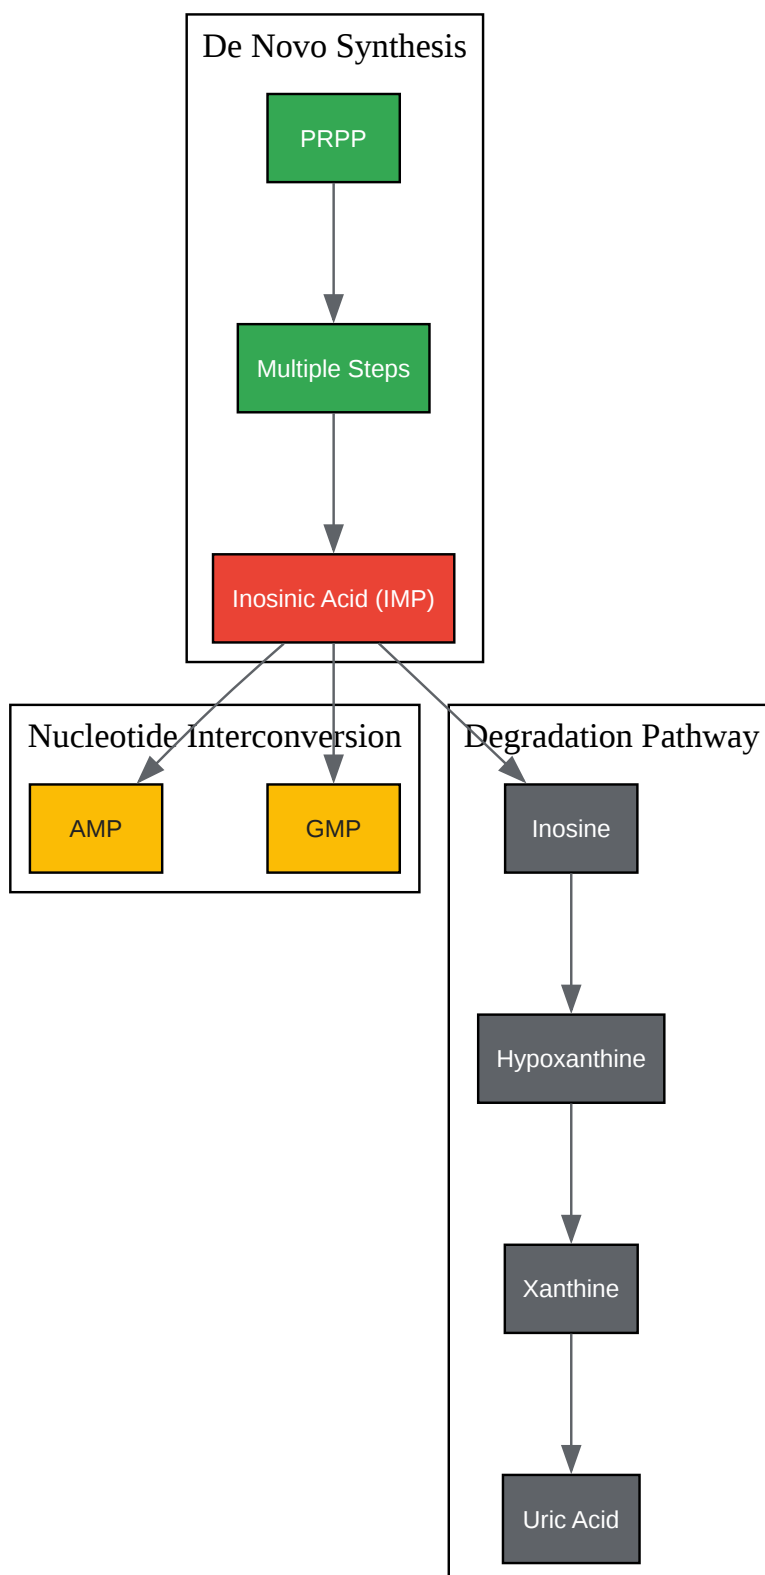 De Novo Synthesis
PRPP
Multiple Steps
Inosinic Acid (IMP)
Nucleotide Interconversion
AMP
GMP
Degradation Pathway
Inosine
Hypoxanthine
Xanthine
Uric Acid